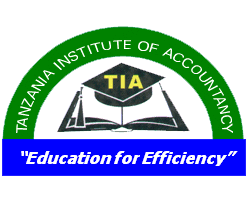 TANZANIA INSTITUTE OF ACCOUNTANCY
TIA
“Education for Efficiency”